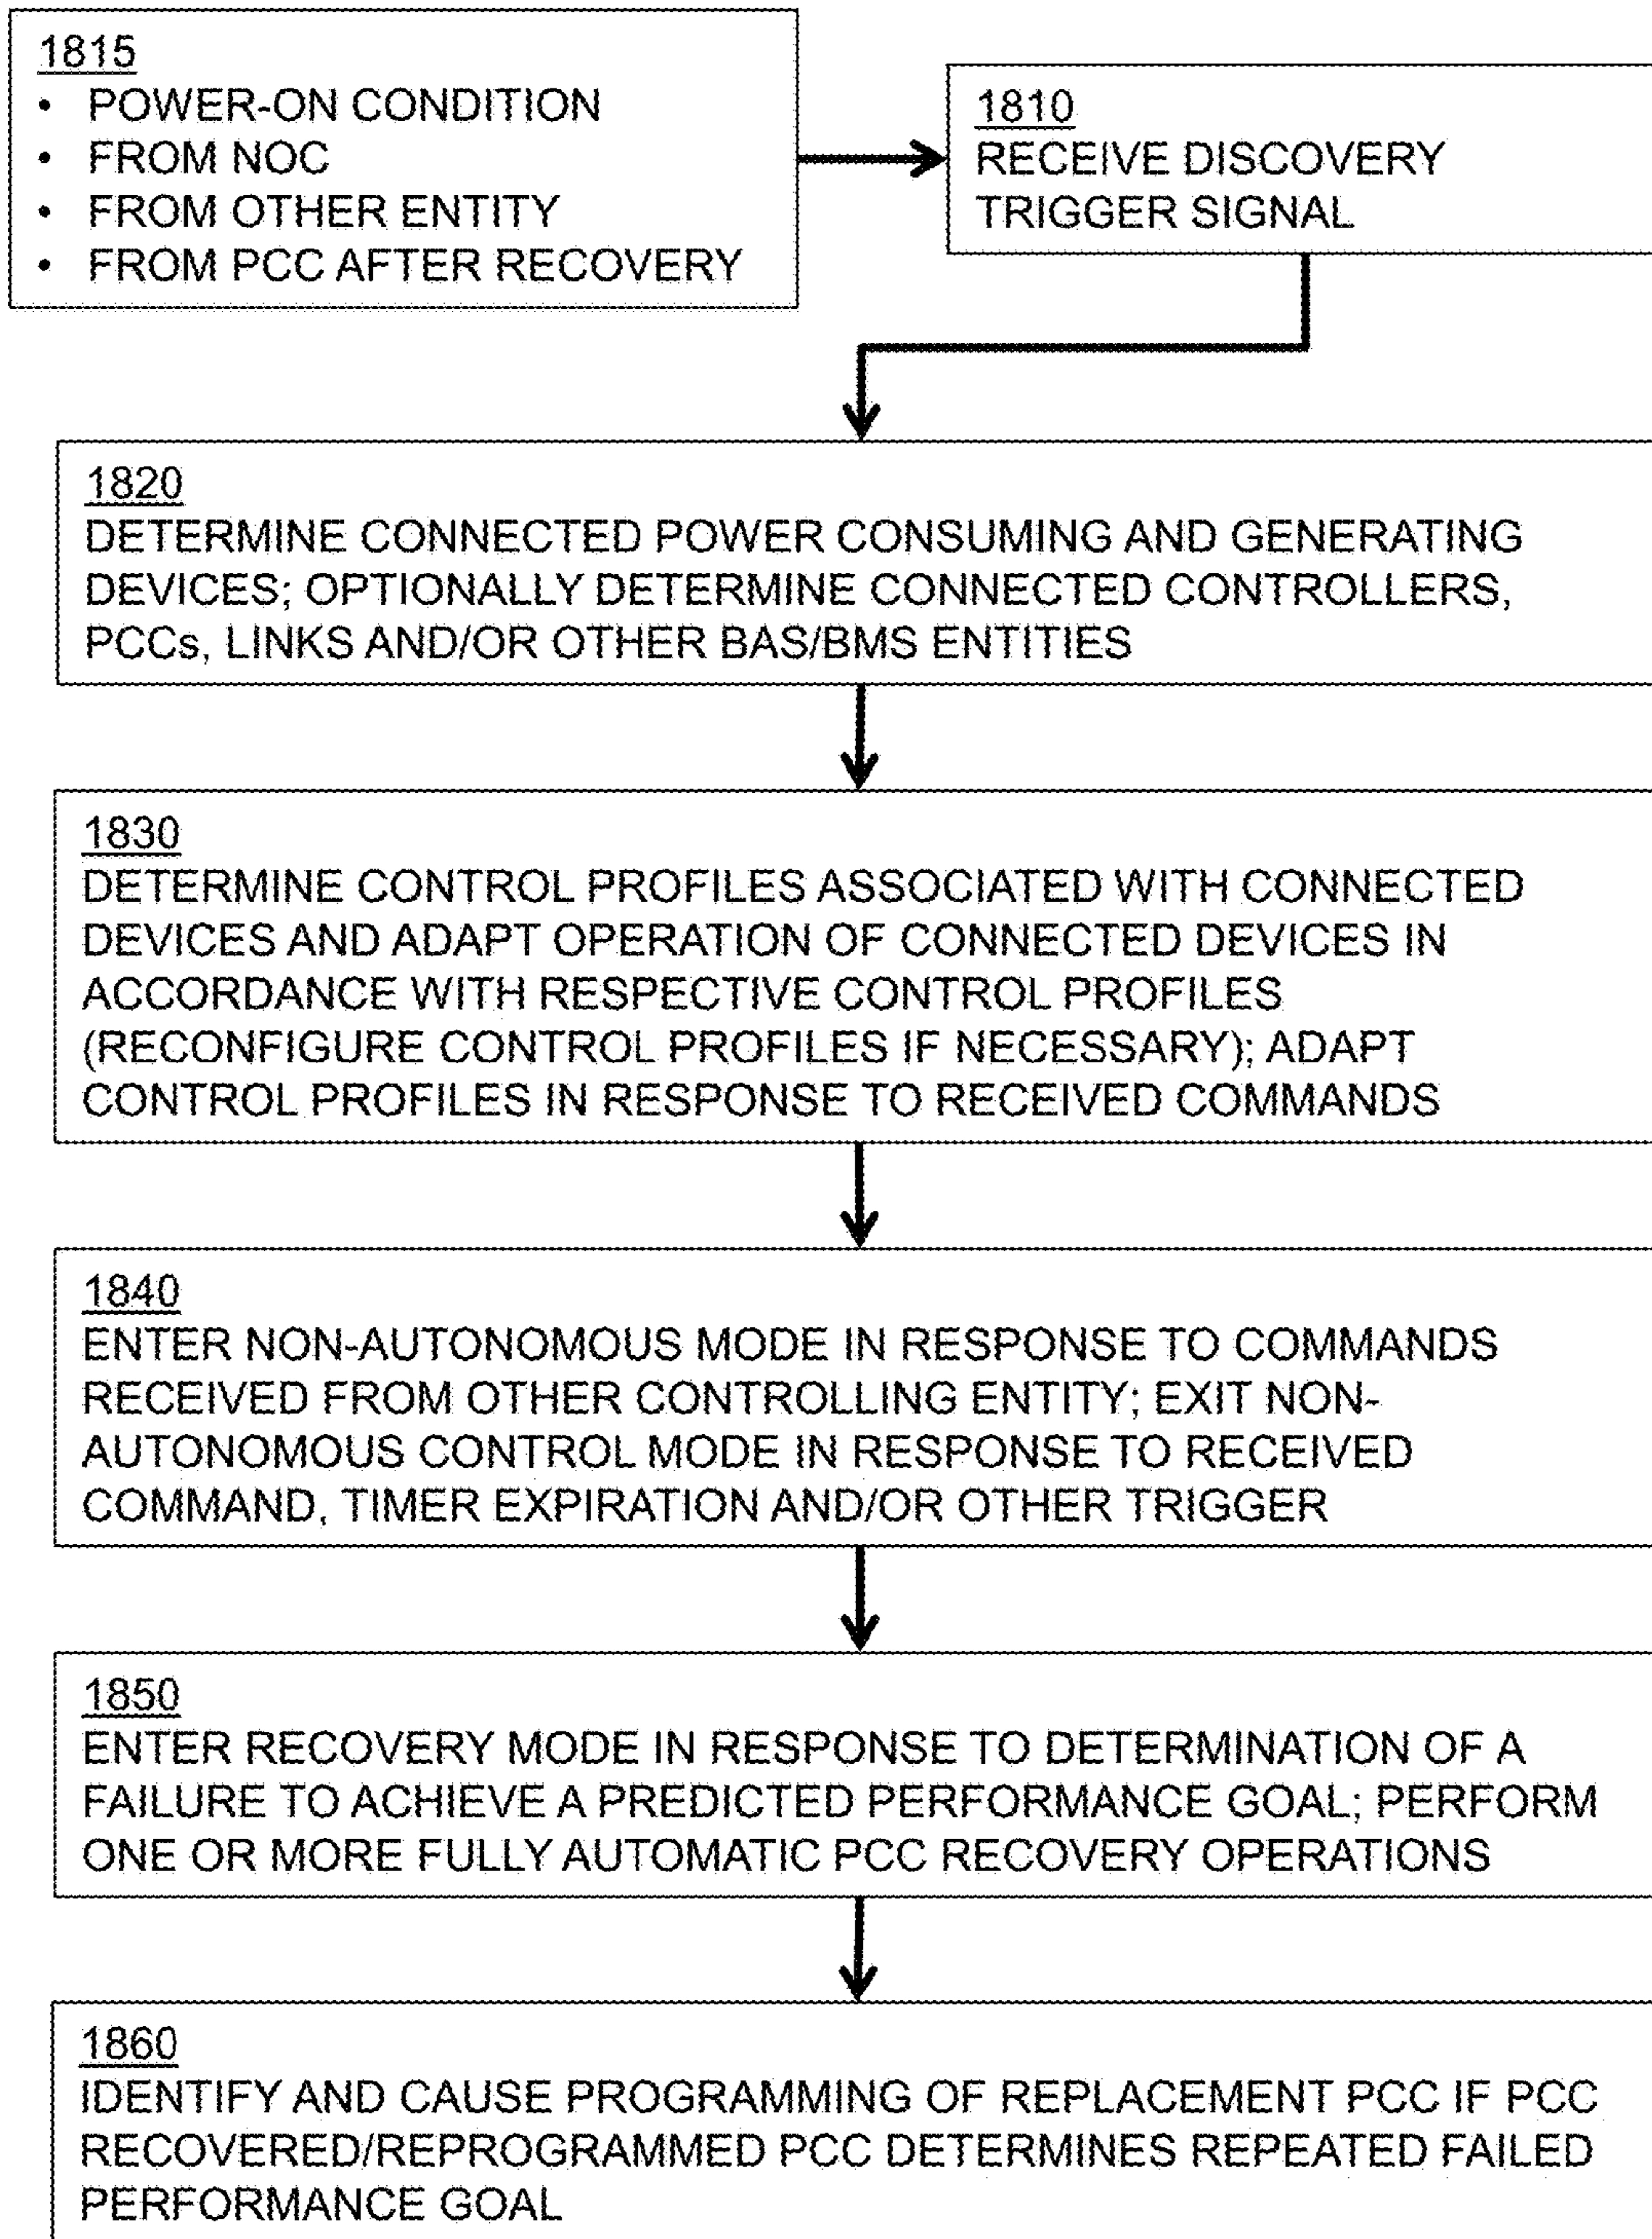 1815
• POWER-ON CONDITION
• FROM NOC
• FROM OTHER ENTITY
• FROM PCC AFTER RECOVERY
1810
RECEIVE DISCOVERY
TRIGGER SIGNAL
1820
DETERMINE CONNECTED POWER CONSUMING AND GENERATING
DEVICES; OPTIONALLY DETERMINE CONNECTED CONTROLLERS,
PCCs, LINKS AND/OR OTHER BAS/BMS ENTITIES
1830
DETERMINE CONTROL PROFILES ASSOCIATED WITH CONNECTED
DEVICES AND ADAPT OPERATION OF CONNECTED DEVICES IN
ACCORDANCE WITH RESPECTIVE CONTROL PROFILES
(RECONFIGURE CONTROL PROFILES IF NECESSARY); ADAPT
CONTROL PROFILES IN RESPONSE TO RECEIVED COMMANDS
1840
ENTER NON-AUTONOMOUS MODE IN RESPONSE TO COMMANDS
RECEIVED FROM OTHER CONTROLLING ENTITY; EXIT NON-
AUTONOMOUS CONTROL MODE IN RESPONSE TO RECEIVED
COMMAND, TIMER EXPIRATION AND/OR OTHER TRIGGER
1850
ENTER RECOVERY MODE IN RESPONSE TO DETERMINATION OF A
FAILURE TO ACHIEVE A PREDICTED PERFORMANCE GOAL; PERFORM
ONE OR MORE FULLY AUTOMATIC PCC RECOVERY OPERATIONS
1860
IDENTIFY AND CAUSE PROGRAMMING OF REPLACEMENT PCC IF PCC
RECOVERED/REPROGRAMMED PCC DETERMINES REPEATED FAILED
PERFORMANCE GOAL